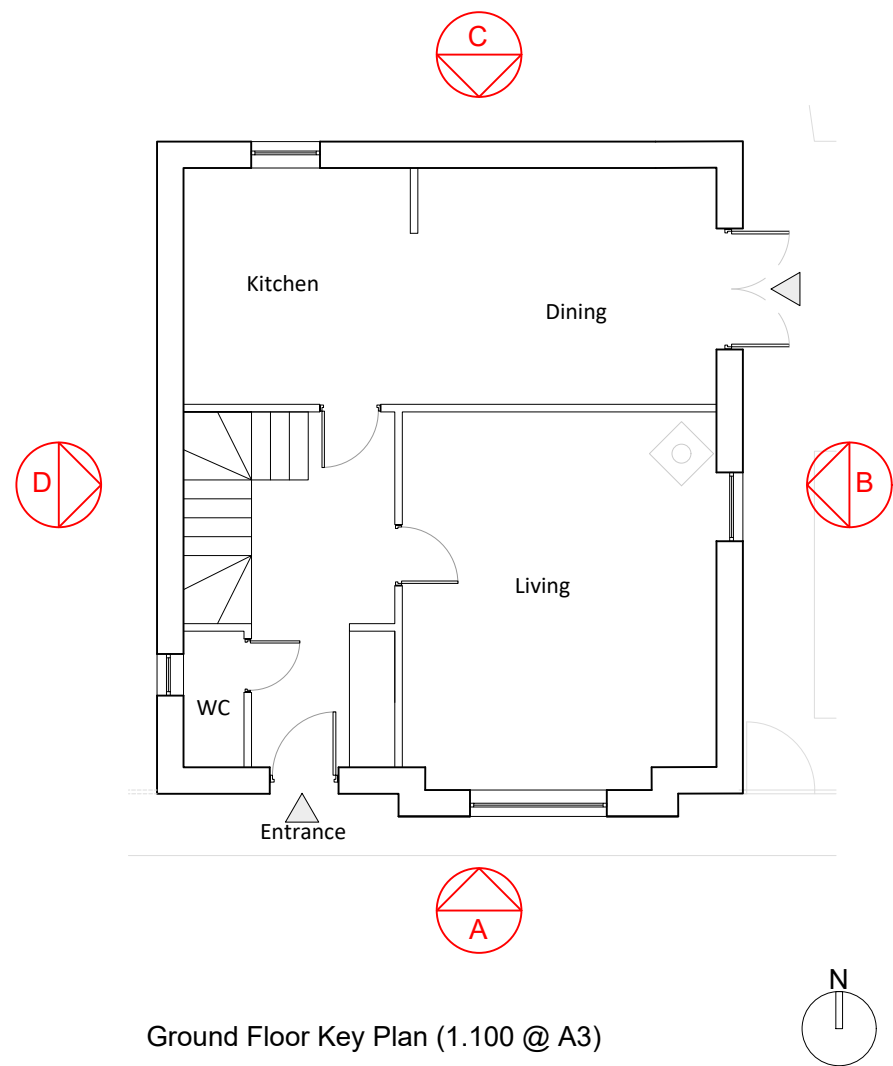 C
Kitchen
Dining
D
B
Living
WC
Entrance
A
N
Ground Floor Key Plan (1.100 @ A3)